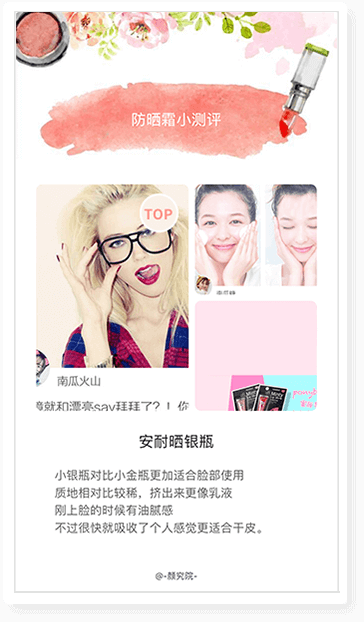 防晒霜小测评
TOP
南瓜火山
就和漂亮say拜拜了？！你
安耐晒银瓶
小银瓶对比小金瓶更加适合脸部使用
质地相对比较稀，挤出来更像乳液
刚上脸的时候有油腻感
不过很快就吸收了个人感觉更适合干皮。
@-颜究院-